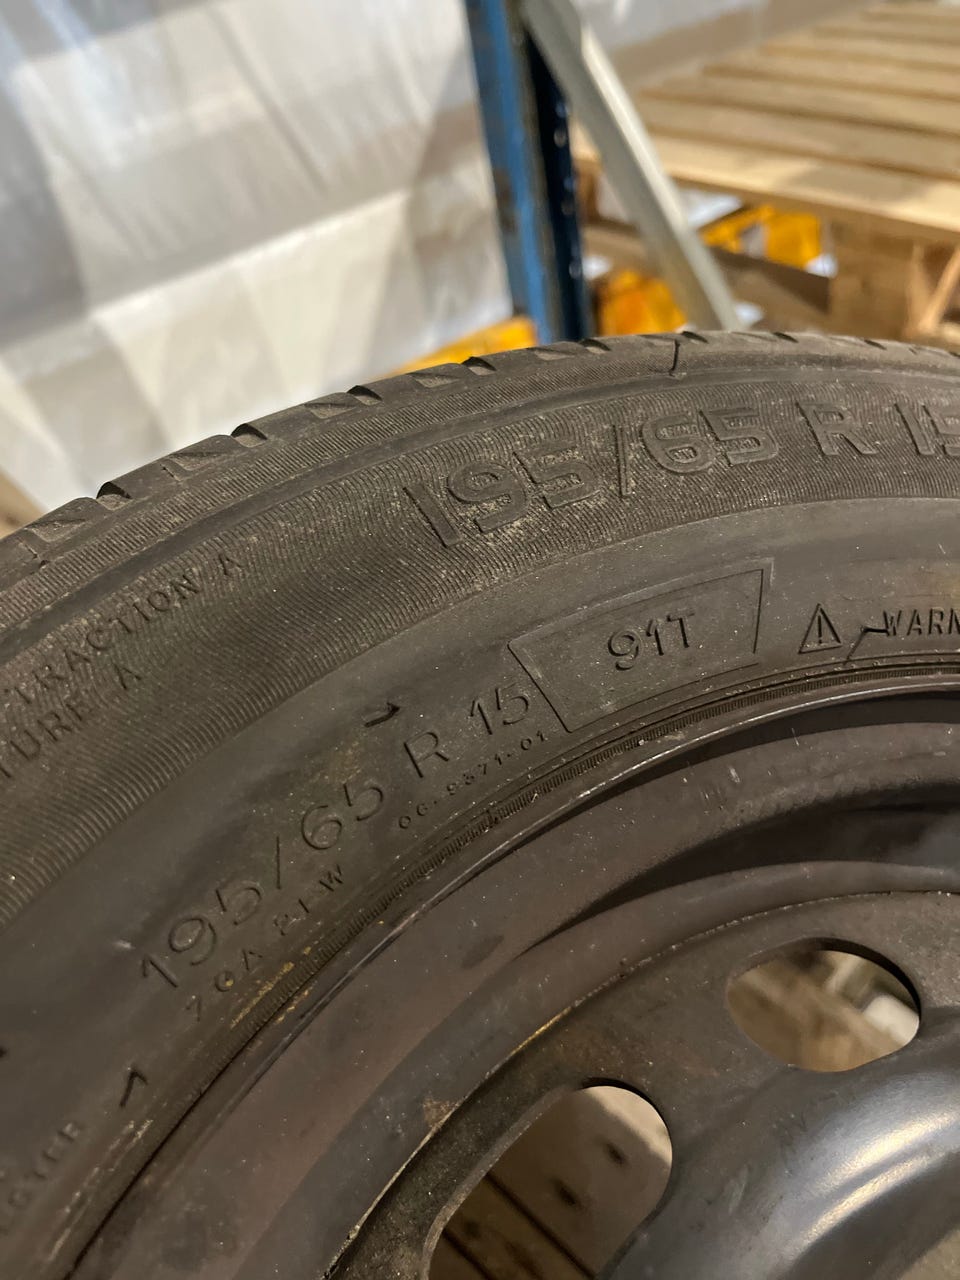 195/65 R 15
TRACTION A
TURE A
91T
⚠ WARN
195/65 R 15